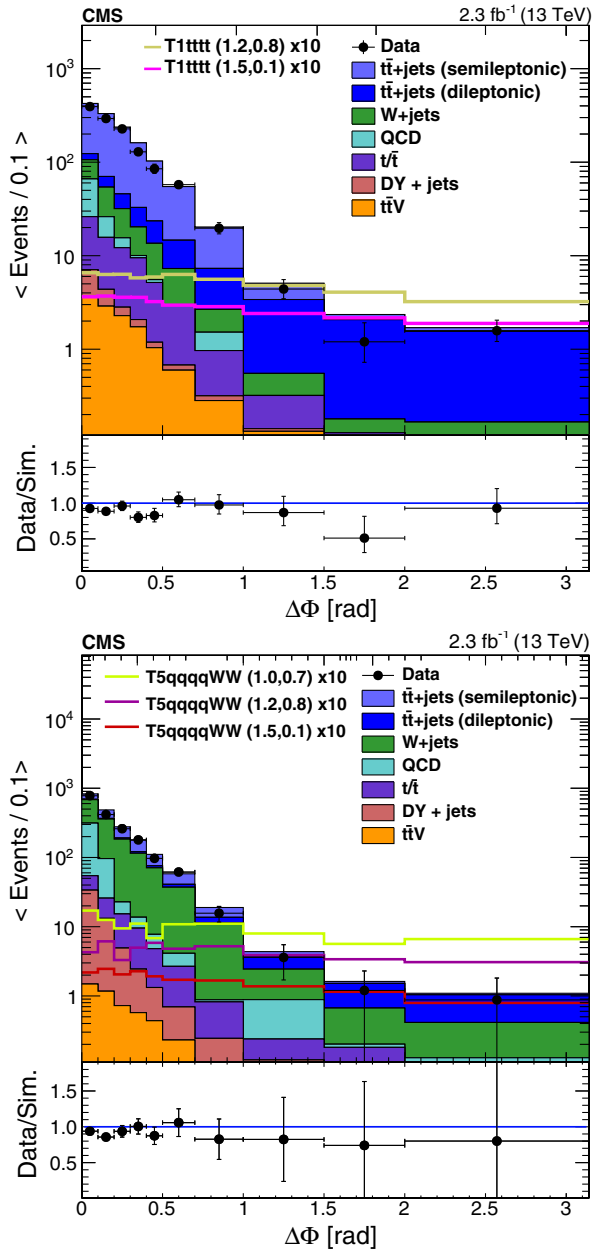 CMS 2.3 fb⁻¹ (13 TeV)
T1tttt (1.2,0.8) x10
T1tttt (1.5,0.1) x10
Data
tt̄+jets (semileptonic)
tt̄+jets (dileptonic)
W+jets
QCD
t/t̄
DY + jets
tt̄V
< Events / 0.1 >
10³
10²
10
1
Data/Sim.
1.5
1.0
0.5
0 0.5 1 1.5 2 2.5 3
ΔΦ [rad]
CMS 2.3 fb⁻¹ (13 TeV)
T5qqqqWW (1.0,0.7) x10
T5qqqqWW (1.2,0.8) x10
T5qqqqWW (1.5,0.1) x10
Data
tt̄+jets (semileptonic)
tt̄+jets (dileptonic)
W+jets
QCD
t/t̄
DY + jets
tt̄V
< Events / 0.1>
10⁴
10³
10²
10
1
Data/Sim.
1.5
1.0
0.5
0 0.5 1 1.5 2 2.5 3
ΔΦ [rad]